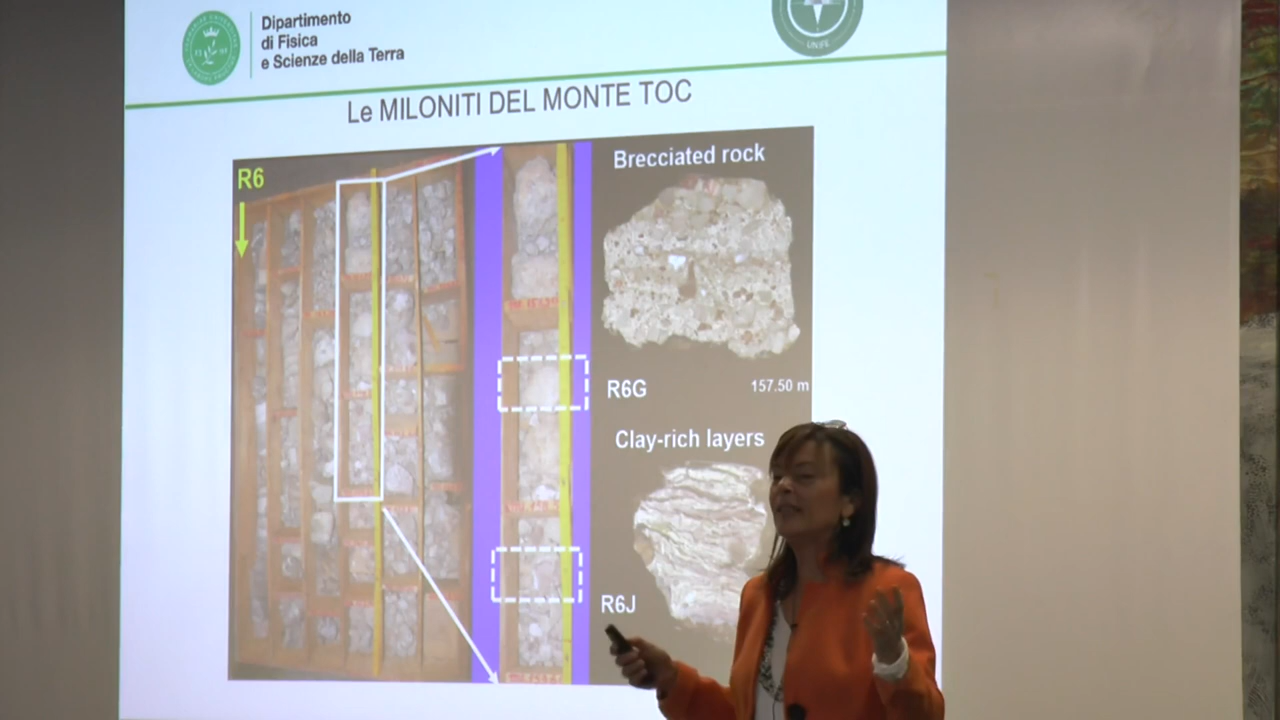 Dipartimento
di Fisica
e Scienze della Terra
UNIFE
Le MILONITI DEL MONTE TOC
R6
Brecciated rock
R6G
157.50 m
Clay-rich layers
R6J